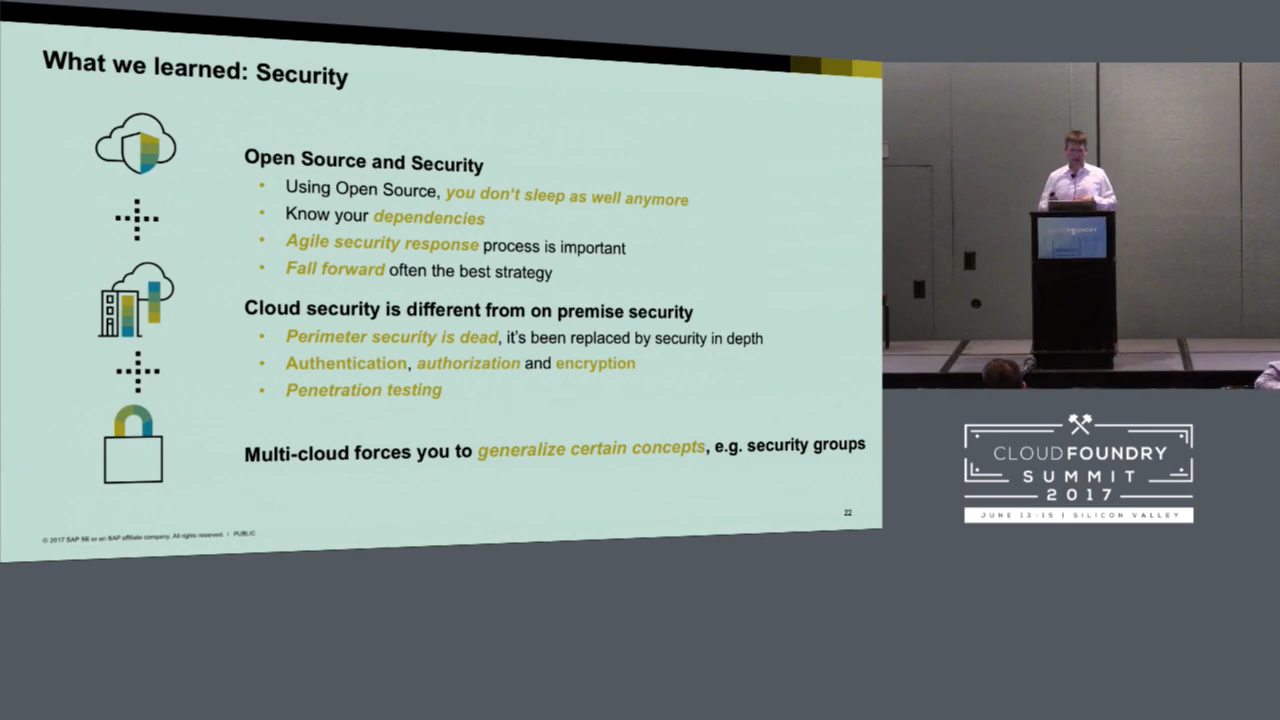 What we learned: Security
Open Source and Security
• Using Open Source, you don't sleep as well anymore
• Know your dependencies
• Agile security response process is important
• Fall forward often the best strategy
Cloud security is different from on premise security
• Perimeter security is dead, it's been replaced by security in depth
• Authentication, authorization and encryption
• Penetration testing
Multi-cloud forces you to generalize certain concepts, e.g. security groups
22
© 2017 SAP SE or an SAP affiliate company. All rights reserved. | PUBLIC
CLOUD FOUNDRY
CLOUDFOUNDRY
SUMMIT
2017
JUNE 13-15 | SILICON VALLEY